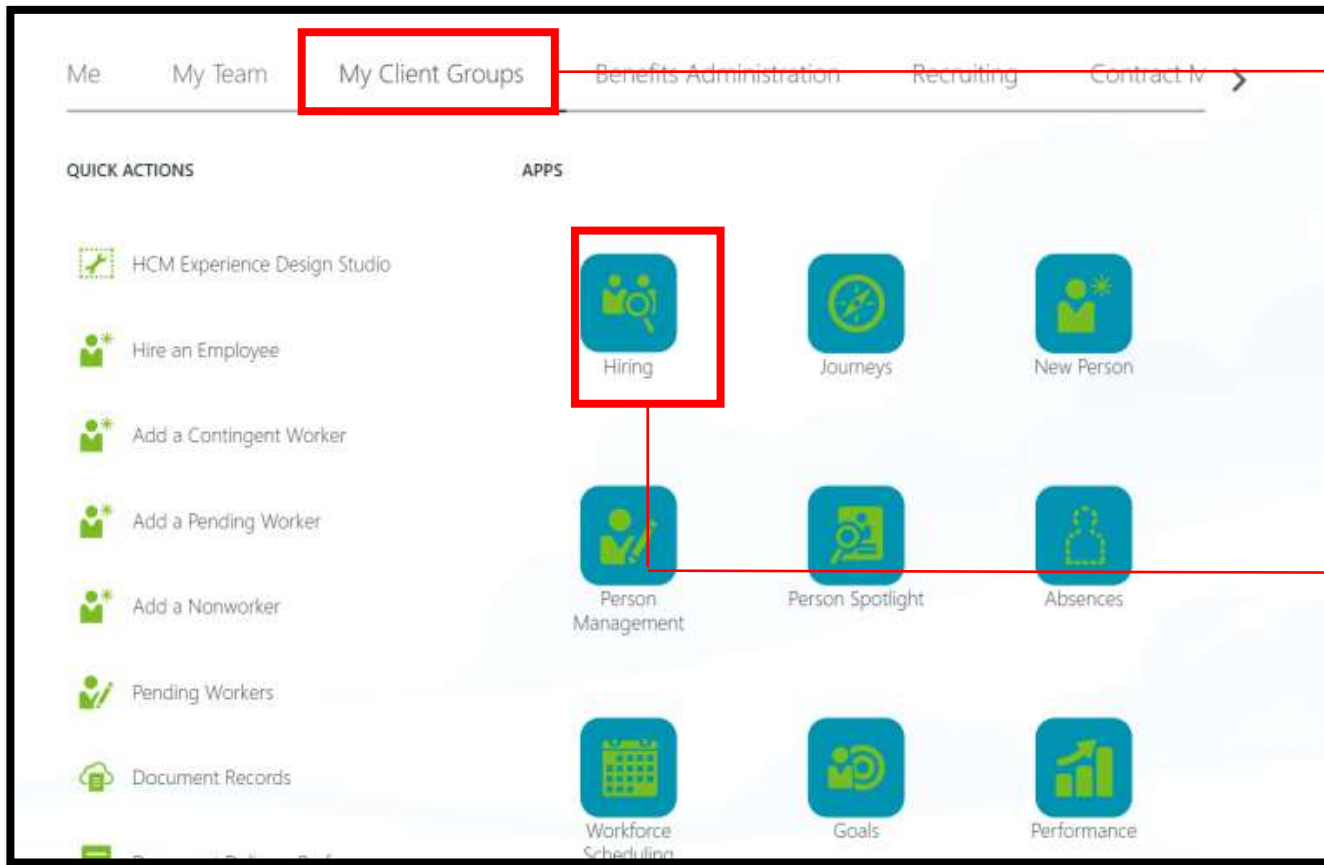 Me My Team My Client Groups Benefits Administration Recruiting Contract M
QUICK ACTIONS
HCM Experience Design Studio
Hire an Employee
Add a Contingent Worker
Add a Pending Worker
Add a Nonworker
Pending Workers
Document Records
APPS
Hiring
Journeys
New Person
Person
Management
Person Spotlight
Absences
Workforce
Scheduling
Goals
Performance